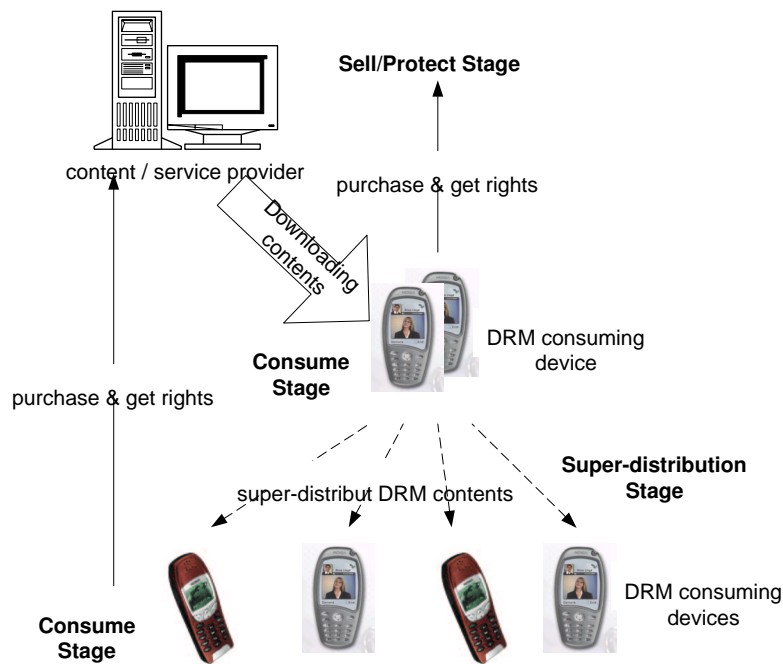 Sell/Protect Stage
content / service provider
purchase & get rights
Downloading
contents
DRM consuming
device
Consume
Stage
purchase & get rights
Super-distribution
Stage
super-distribut DRM contents
DRM consuming
devices
Consume
Stage